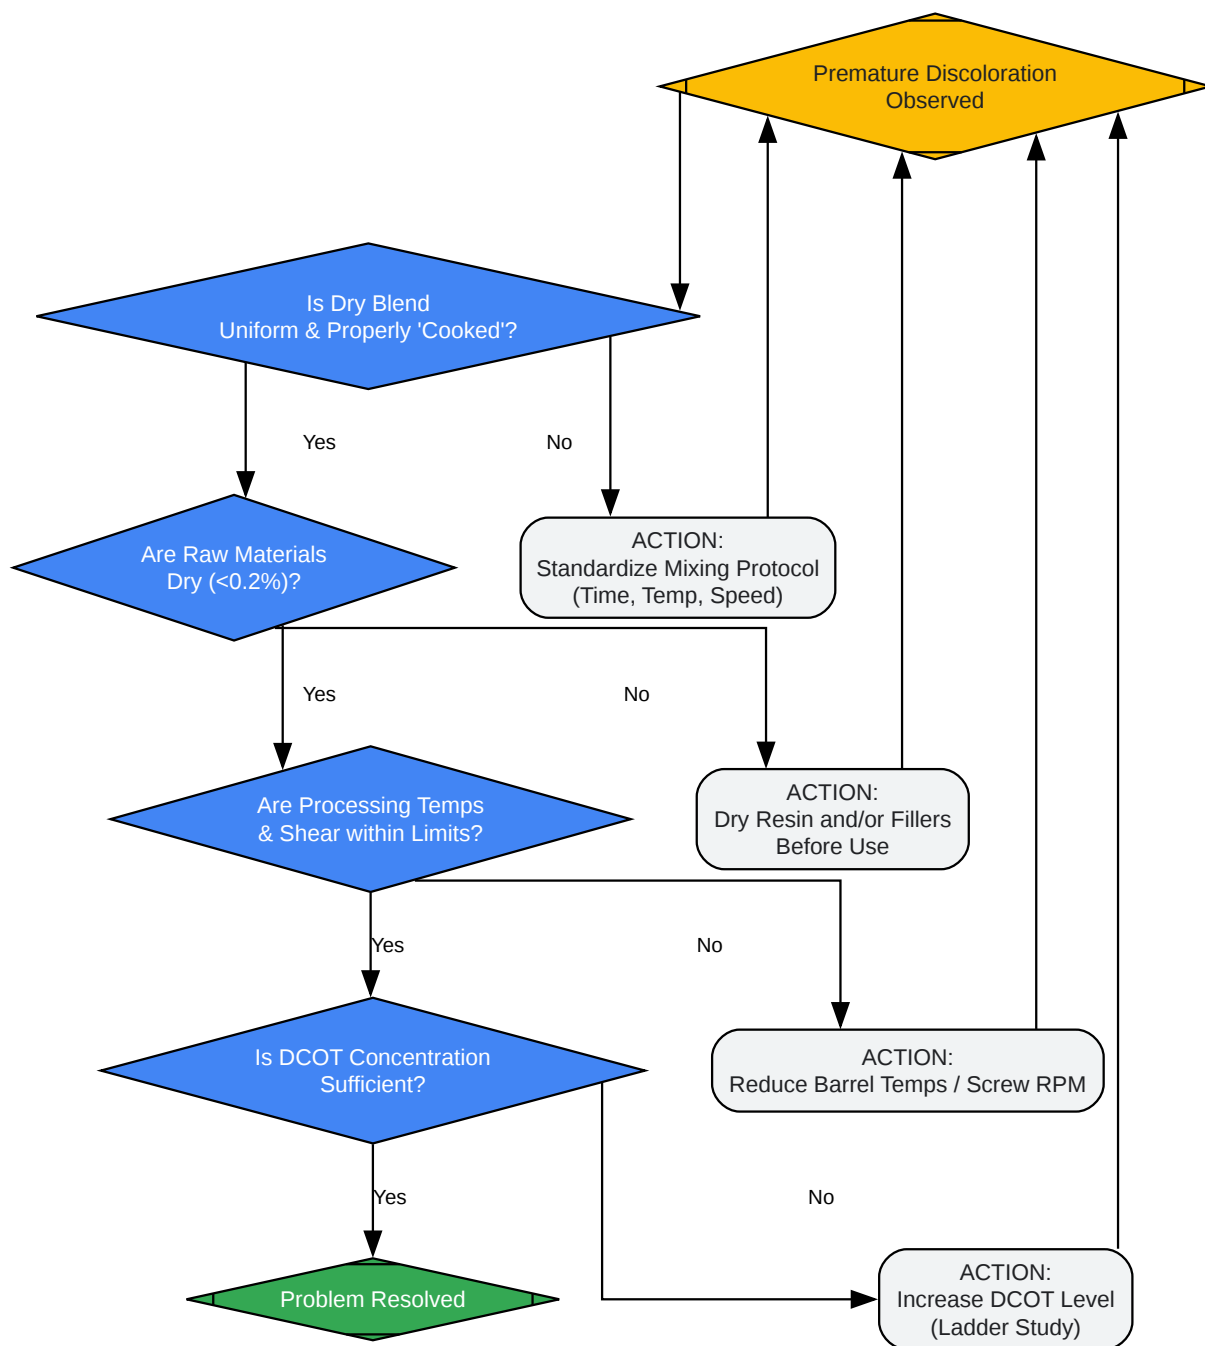 Premature Discoloration
Observed
Is Dry Blend
Uniform & Properly 'Cooked'?
Yes
No
Are Raw Materials
Dry (<0.2%)?
ACTION:
Standardize Mixing Protocol
(Time, Temp, Speed)
Yes
No
Are Processing Temps
& Shear within Limits?
ACTION:
Dry Resin and/or Fillers
Before Use
Yes
No
Is DCOT Concentration
Sufficient?
ACTION:
Reduce Barrel Temps / Screw RPM
Yes
No
Problem Resolved
ACTION:
Increase DCOT Level
(Ladder Study)